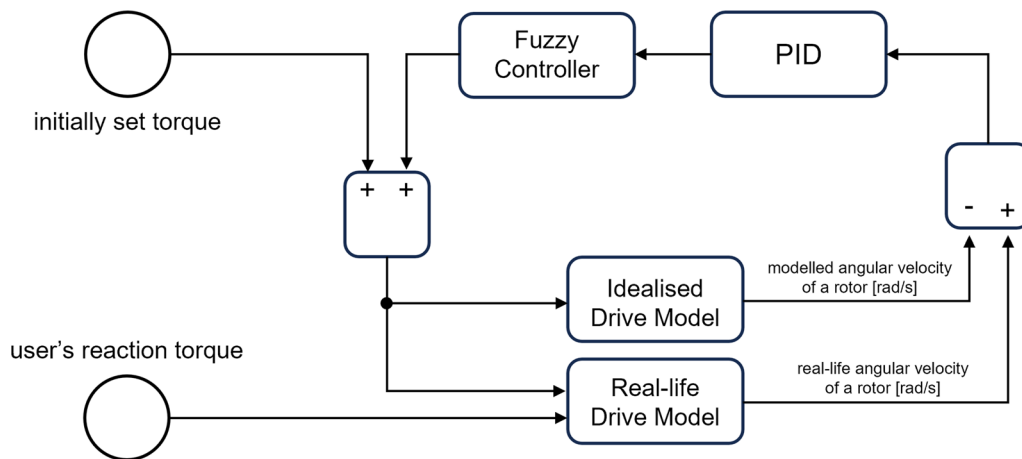 Fuzzy
Controller
PID
initially set torque
+ +
- +
modelled angular velocity
of a rotor [rad/s]
Idealised
Drive Model
user's reaction torque
real-life angular velocity
of a rotor [rad/s]
Real-life
Drive Model